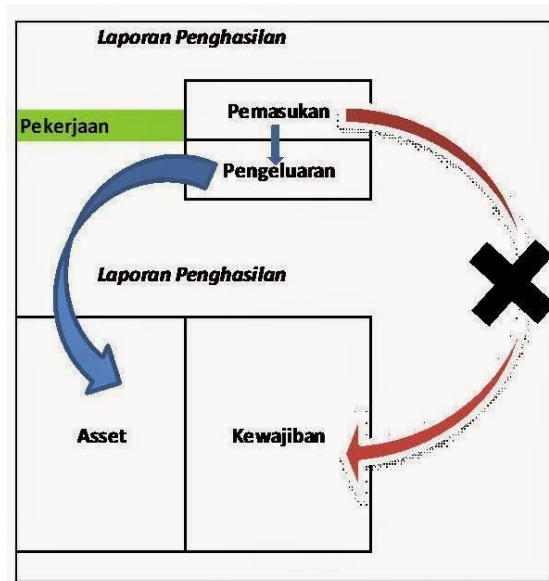 Laporan Penghasilan
Pemasukan
Pekerjaan
Pengeluaran
Laporan Penghasilan
Asset
Kewajiban